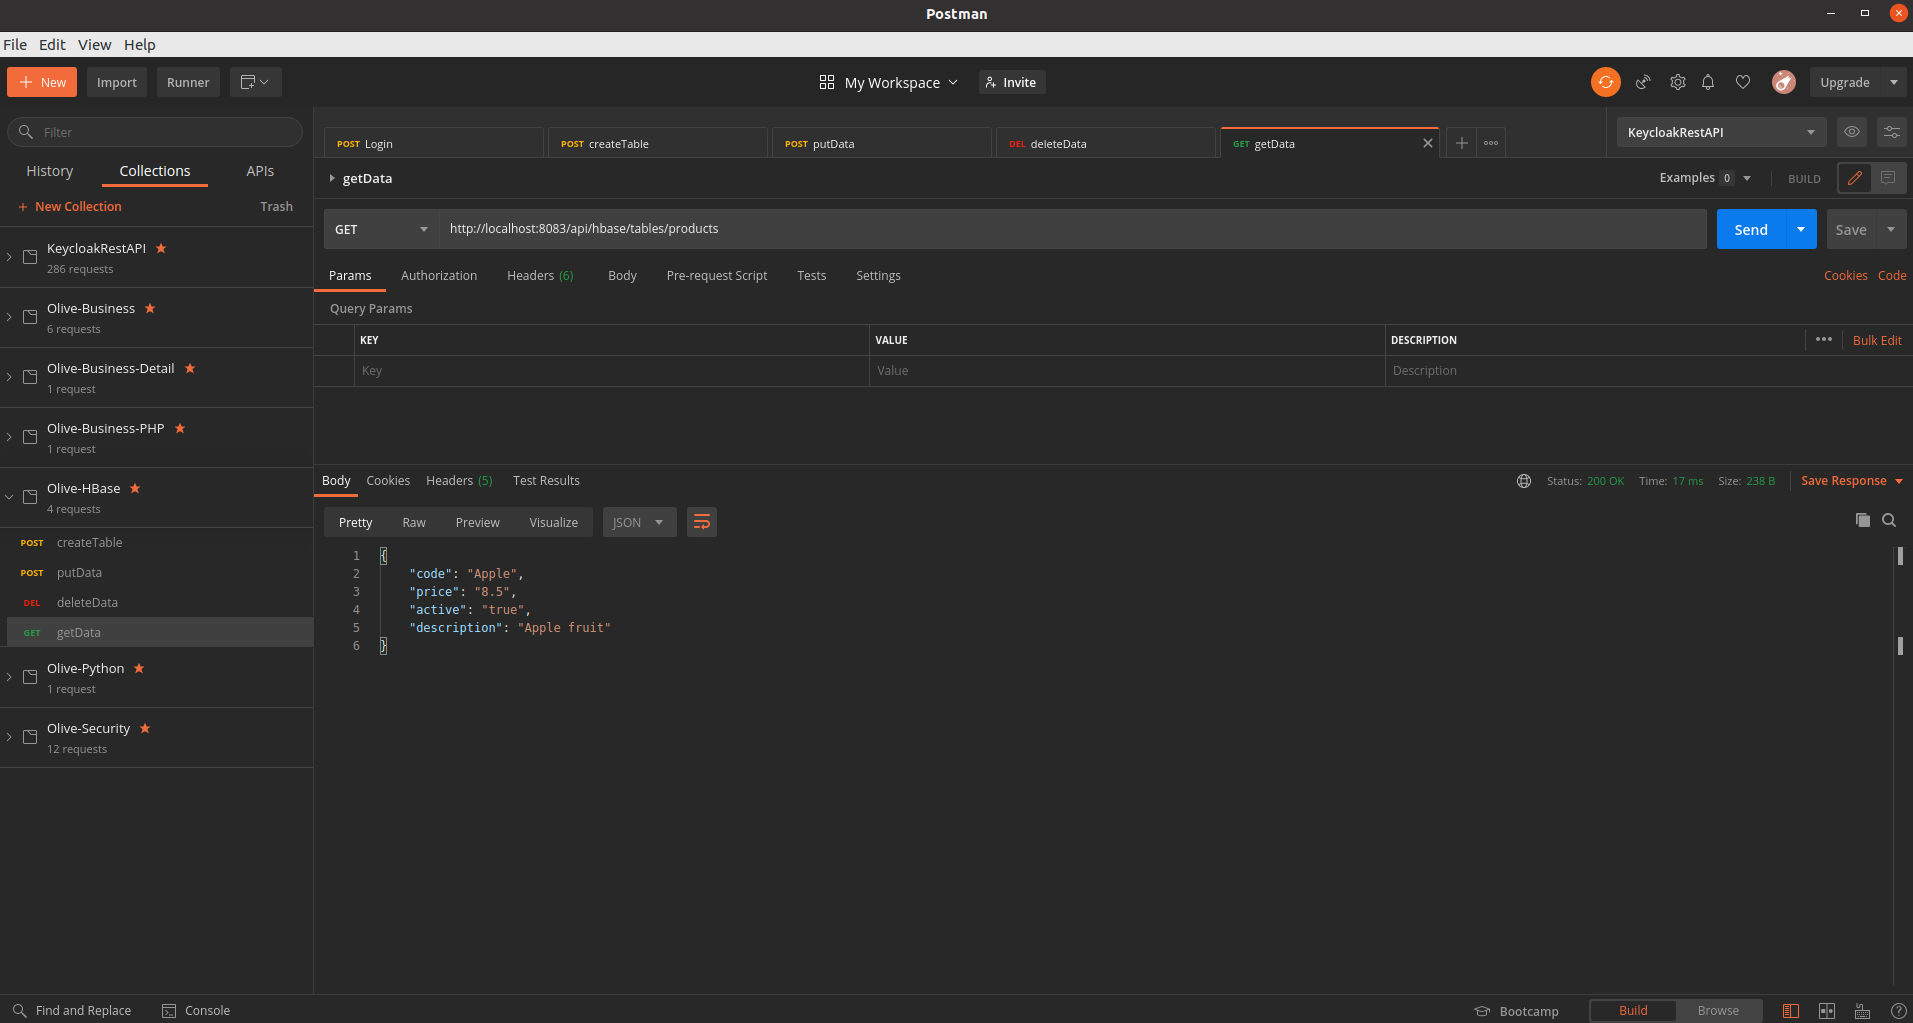 Postman
File Edit View Help
New Import Runner My Workspace Invite Upgrade
Filter
History Collections APIs
New Collection Trash
KeycloakRestAPI
286 requests
Olive-Business
6 requests
Olive-Business-Detail
1 request
Olive-Business-PHP
1 request
Olive-HBase
4 requests
POST createTable
POST putData
DEL deleteData
GET getData
Olive-Python
1 request
Olive-Security
12 requests
POST Login POST createTable POST putData DEL deleteData GET getData KeycloakRestAPI
getData Examples 0 BUILD
GET http://localhost:8083/api/hbase/tables/products Send Save
Params Authorization Headers (6) Body Pre-request Script Tests Settings Cookies Code
Query Params
KEY VALUE DESCRIPTION Bulk Edit
Key Value Description
Body Cookies Headers (5) Test Results Status: 200 OK Time: 17 ms Size: 238 B Save Response
Pretty Raw Preview Visualize JSON
1 {
2 "code": "Apple",
3 "price": "8.5",
4 "active": "true",
5 "description": "Apple fruit"
6 }
Find and Replace Console Bootcamp Build Browse